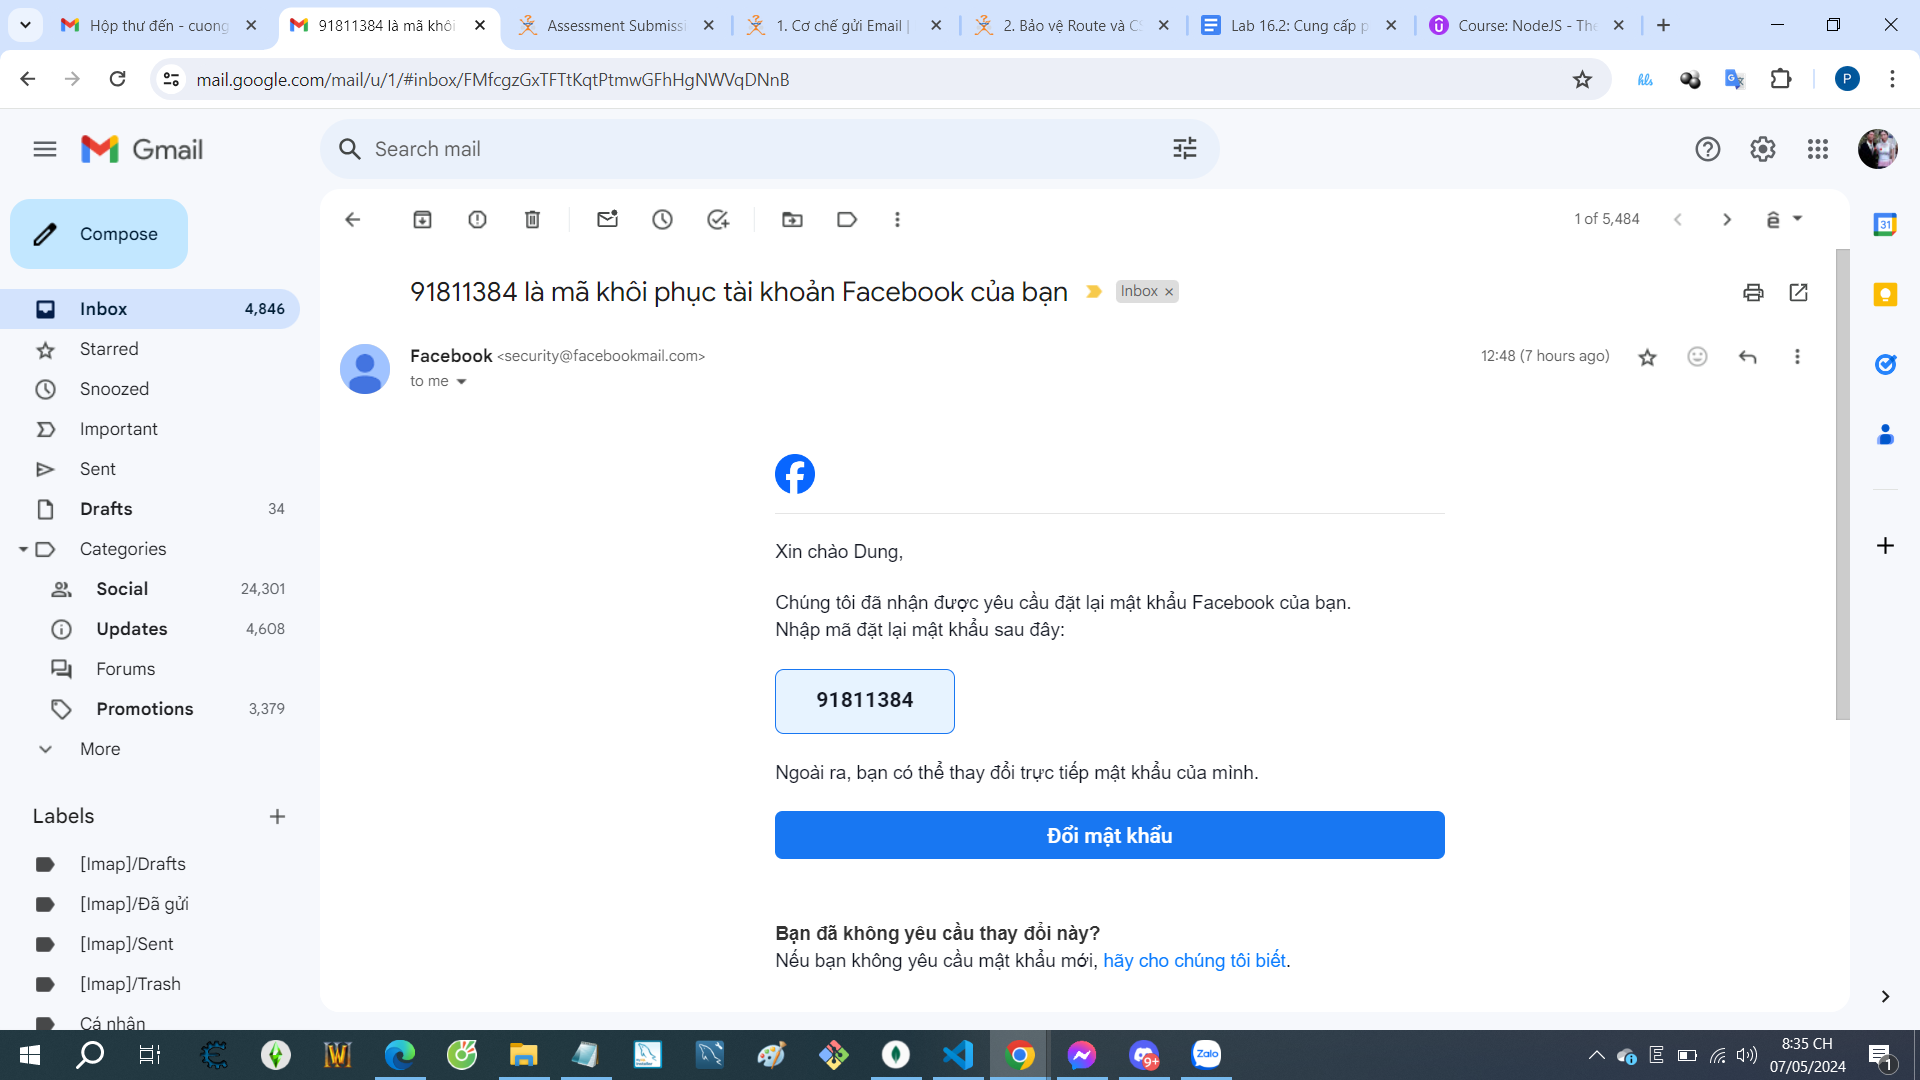 Hộp thư đến - cuong
91811384 là mã khôi
Assessment Submissi
1. Cơ chế gửi Email |
2. Bảo vệ Route và CS
Lab 16.2: Cung cấp p
Course: NodeJS - The
mail.google.com/mail/u/1/#inbox/FMfcgzGxTFTtKqtPtmwGFhHgNWVqDNnB
hls
P
Gmail
Search mail
Compose
1 of 5,484
ê
31
91811384 là mã khôi phục tài khoản Facebook của bạn
Inbox ×
Inbox 4,846
Starred
Snoozed
Important
Sent
Drafts 34
Categories
Social 24,301
Updates 4,608
Forums
Promotions 3,379
More
Labels
[Imap]/Drafts
[Imap]/Đã gửi
[Imap]/Sent
[Imap]/Trash
Cá nhân
Facebook <security@facebookmail.com>
12:48 (7 hours ago)
to me
Xin chào Dung,
Chúng tôi đã nhận được yêu cầu đặt lại mật khẩu Facebook của bạn.
Nhập mã đặt lại mật khẩu sau đây:
91811384
Ngoài ra, bạn có thể thay đổi trực tiếp mật khẩu của mình.
Đổi mật khẩu
Bạn đã không yêu cầu thay đổi này?
Nếu bạn không yêu cầu mật khẩu mới, hãy cho chúng tôi biết.
9+
Zalo
E
8:35 CH
07/05/2024
1